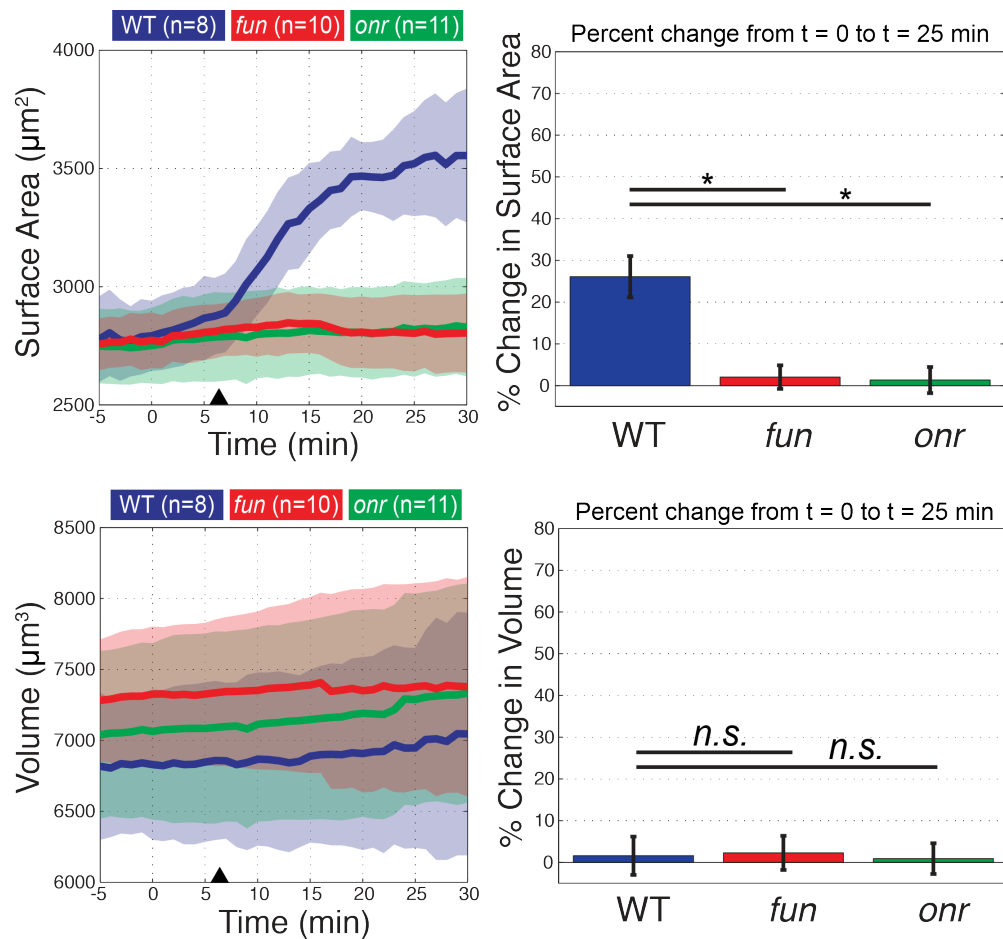 WT (n=8) fun (n=10) onr (n=11)
Surface Area (µm²)
4000
3500
3000
2500
-5 0 5 10 15 20 25 30
Time (min)
Percent change from t = 0 to t = 25 min
% Change in Surface Area
80
70
60
50
40
30
20
10
0
*
*
WT fun onr
WT (n=8) fun (n=10) onr (n=11)
Volume (µm³)
8500
8000
7500
7000
6500
6000
-5 0 5 10 15 20 25 30
Time (min)
Percent change from t = 0 to t = 25 min
% Change in Volume
80
70
60
50
40
30
20
10
0
n.s.
n.s.
WT fun onr